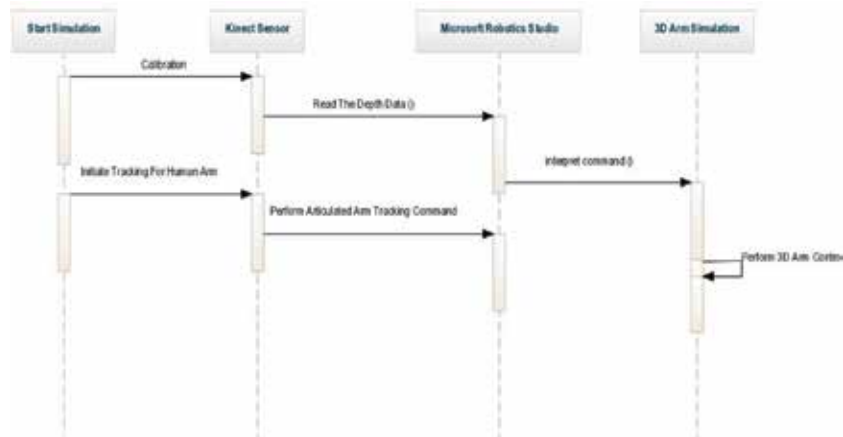 Start Simulation
Kinect Sensor
Microsoft Robotics Studio
3D Arm Simulation
Calibration
Read The Depth Data ()
interpret command ()
Initiate Tracking For Human Arm
Perform Articulated Arm Tracking Command
Perform 3D Arm